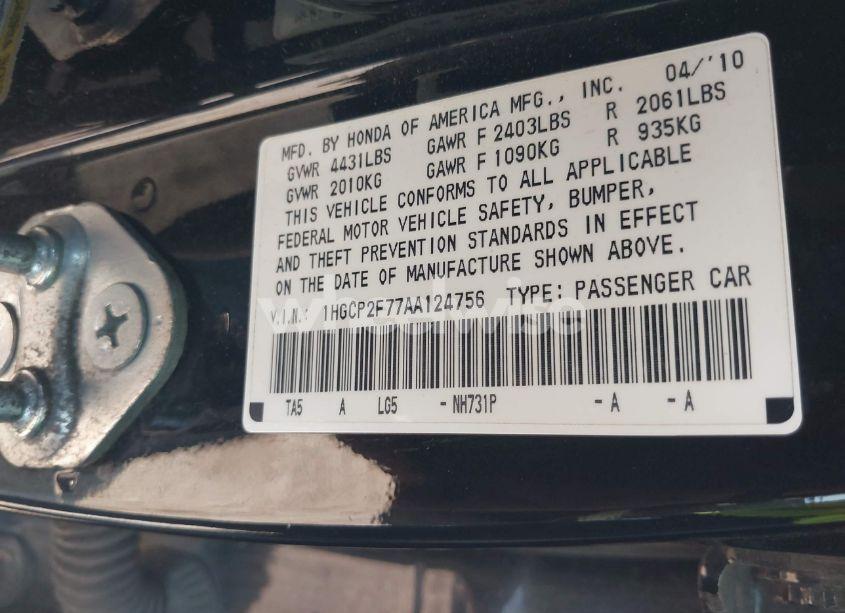 MFD. BY HONDA OF AMERICA MFG., INC. 04/'10
GVWR 4431LBS GAWR F 2403LBS R 2061LBS
GVWR 2010KG GAWR F 1090KG R 935KG
THIS VEHICLE CONFORMS TO ALL APPLICABLE
FEDERAL MOTOR VEHICLE SAFETY, BUMPER,
AND THEFT PREVENTION STANDARDS IN EFFECT
ON THE DATE OF MANUFACTURE SHOWN ABOVE.
V.I.N.: 1HGCP2F77AA124756 TYPE: PASSENGER CAR
wheelwise
TA5 A LG5 -NH731P -A -A